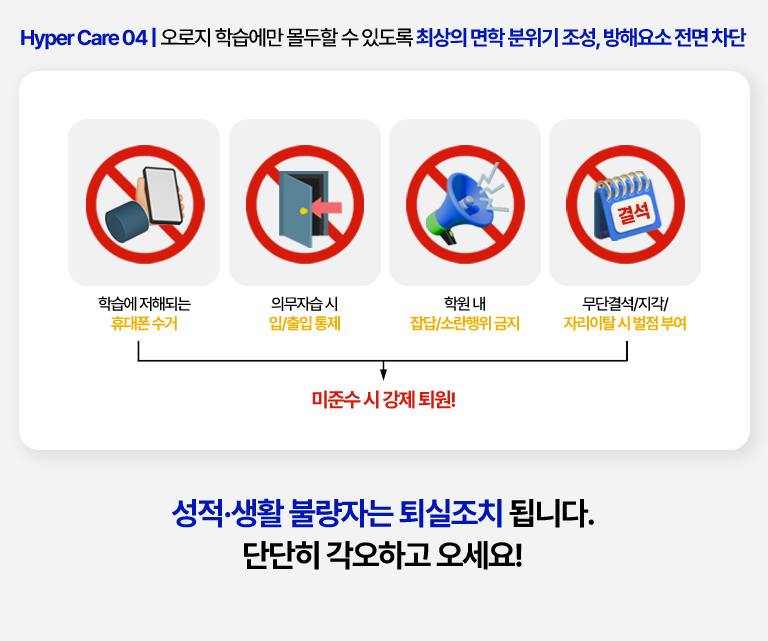 Hyper Care 04 | 오로지 학습에만 몰두할 수 있도록 최상의 면학 분위기 조성, 방해요소 전면 차단
결석
학습에 저해되는
휴대폰 수거
의무자습 시
입/출입 통제
학원 내
잡답/소란행위 금지
무단결석/지각/
자리이탈 시 벌점 부여
미준수 시 강제 퇴원!
성적·생활 불량자는 퇴실조치 됩니다.
단단히 각오하고 오세요!